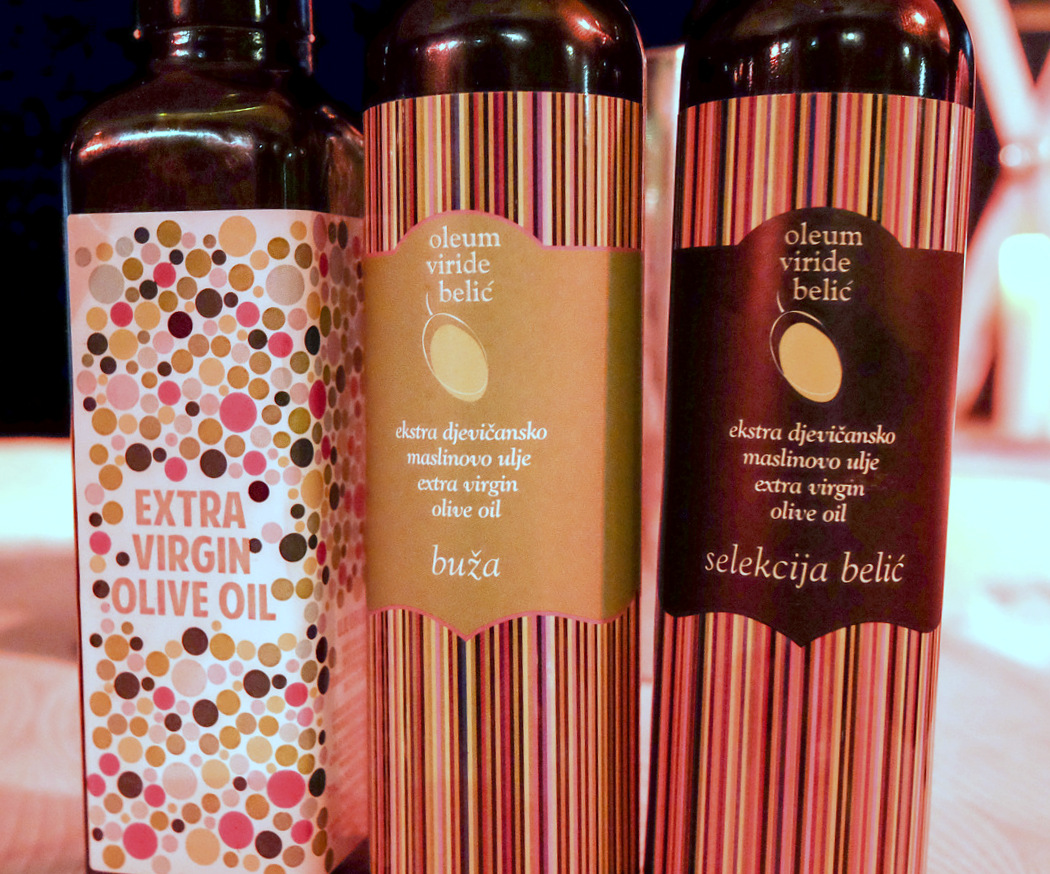 EXTRA
VIRGIN
OLIVE OIL
oleum
viride
belić
ekstra djevičansko
maslinovo ulje
extra virgin
olive oil
buža
oleum
viride
belić
ekstra djevičansko
maslinovo ulje
extra virgin
olive oil
selekcija belić